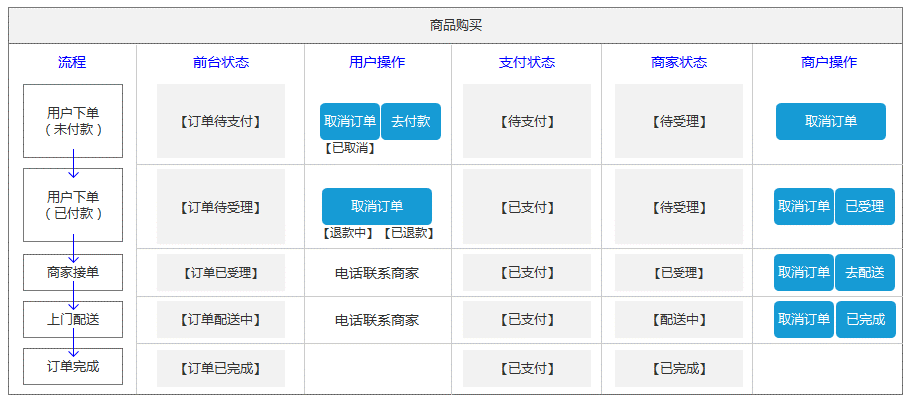 商品购买
流程 前台状态 用户操作 支付状态 商家状态 商户操作
用户下单
（未付款）
【订单待支付】
取消订单 去付款
【已取消】
【待支付】
【待受理】
取消订单
用户下单
（已付款）
【订单待受理】
取消订单
【退款中】【已退款】
【已支付】
【待受理】
取消订单 已受理
商家接单 【订单已受理】 电话联系商家 【已支付】 【已受理】 取消订单 去配送
上门配送 【订单配送中】 电话联系商家 【已支付】 【配送中】 取消订单 已完成
订单完成 【订单已完成】 【已支付】 【已完成】